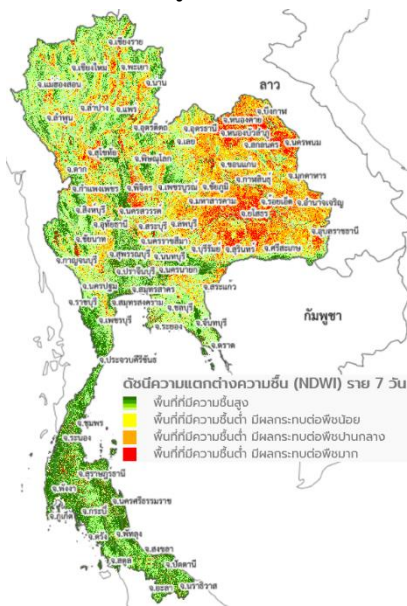 จ.เชียงราย
จ.เชียงใหม่ จ.พะเยา
จ.แม่ฮ่องสอน จ.น่าน
จ.ลำปาง จ.แพร่
จ.ลำพูน
ลาว
จ.อุตรดิตถ์
จ.บึงกาฬ
จ.หนองคาย
จ.อุดรธานี จ.หนองบัวลำภู
จ.เลย จ.สกลนคร จ.นครพนม
จ.สุโขทัย
จ.พิษณุโลก
จ.ตาก
จ.ขอนแก่น จ.มุกดาหาร
จ.กาฬสินธุ์
จ.กำแพงเพชร จ.พิจิตร จ.เพชรบูรณ์ จ.ชัยภูมิ
จ.มหาสารคาม จ.ร้อยเอ็ด จ.อำนาจเจริญ
จ.ยโสธร
จ.สิงห์บุรี จ.นครสวรรค์
จ.อุทัยธานี จ.สระบุรี จ.ลพบุรี
จ.อุบลราชธานี
จ.ชัยนาท จ.นครราชสีมา จ.บุรีรัมย์ จ.สุรินทร์ จ.ศรีสะเกษ
จ.สุพรรณบุรี จ.นนทบุรี
จ.กาญจนบุรี จ.ปราจีนบุรี จ.นครนายก
จ.สระแก้ว
จ.นครปฐม จ.สมุทรสาคร
จ.ราชบุรี จ.สมุทรสงคราม
จ.ชลบุรี
กัมพูชา
จ.เพชรบุรี จ.ระยอง จ.จันทบุรี
จ.ตราด
จ.ประจวบคีรีขันธ์
ดัชนีความแตกต่างความชื้น (NDWI) ราย 7 วัน
พื้นที่ที่มีความชื้นสูง
พื้นที่ที่มีความชื้นต่ำ มีผลกระทบต่อพืชน้อย
พื้นที่ที่มีความชื้นต่ำ มีผลกระทบต่อพืชปานกลาง
พื้นที่ที่มีความชื้นต่ำ มีผลกระทบต่อพืชมาก
จ.ชุมพร
จ.ระนอง
จ.สุราษฎร์ธานี
จ.พังงา
จ.นครศรีธรรมราช
จ.กระบี่
จ.ภูเก็ต
จ.ตรัง จ.พัทลุง
จ.สงขลา
จ.สตูล จ.ปัตตานี
จ.ยะลา จ.นราธิวาส